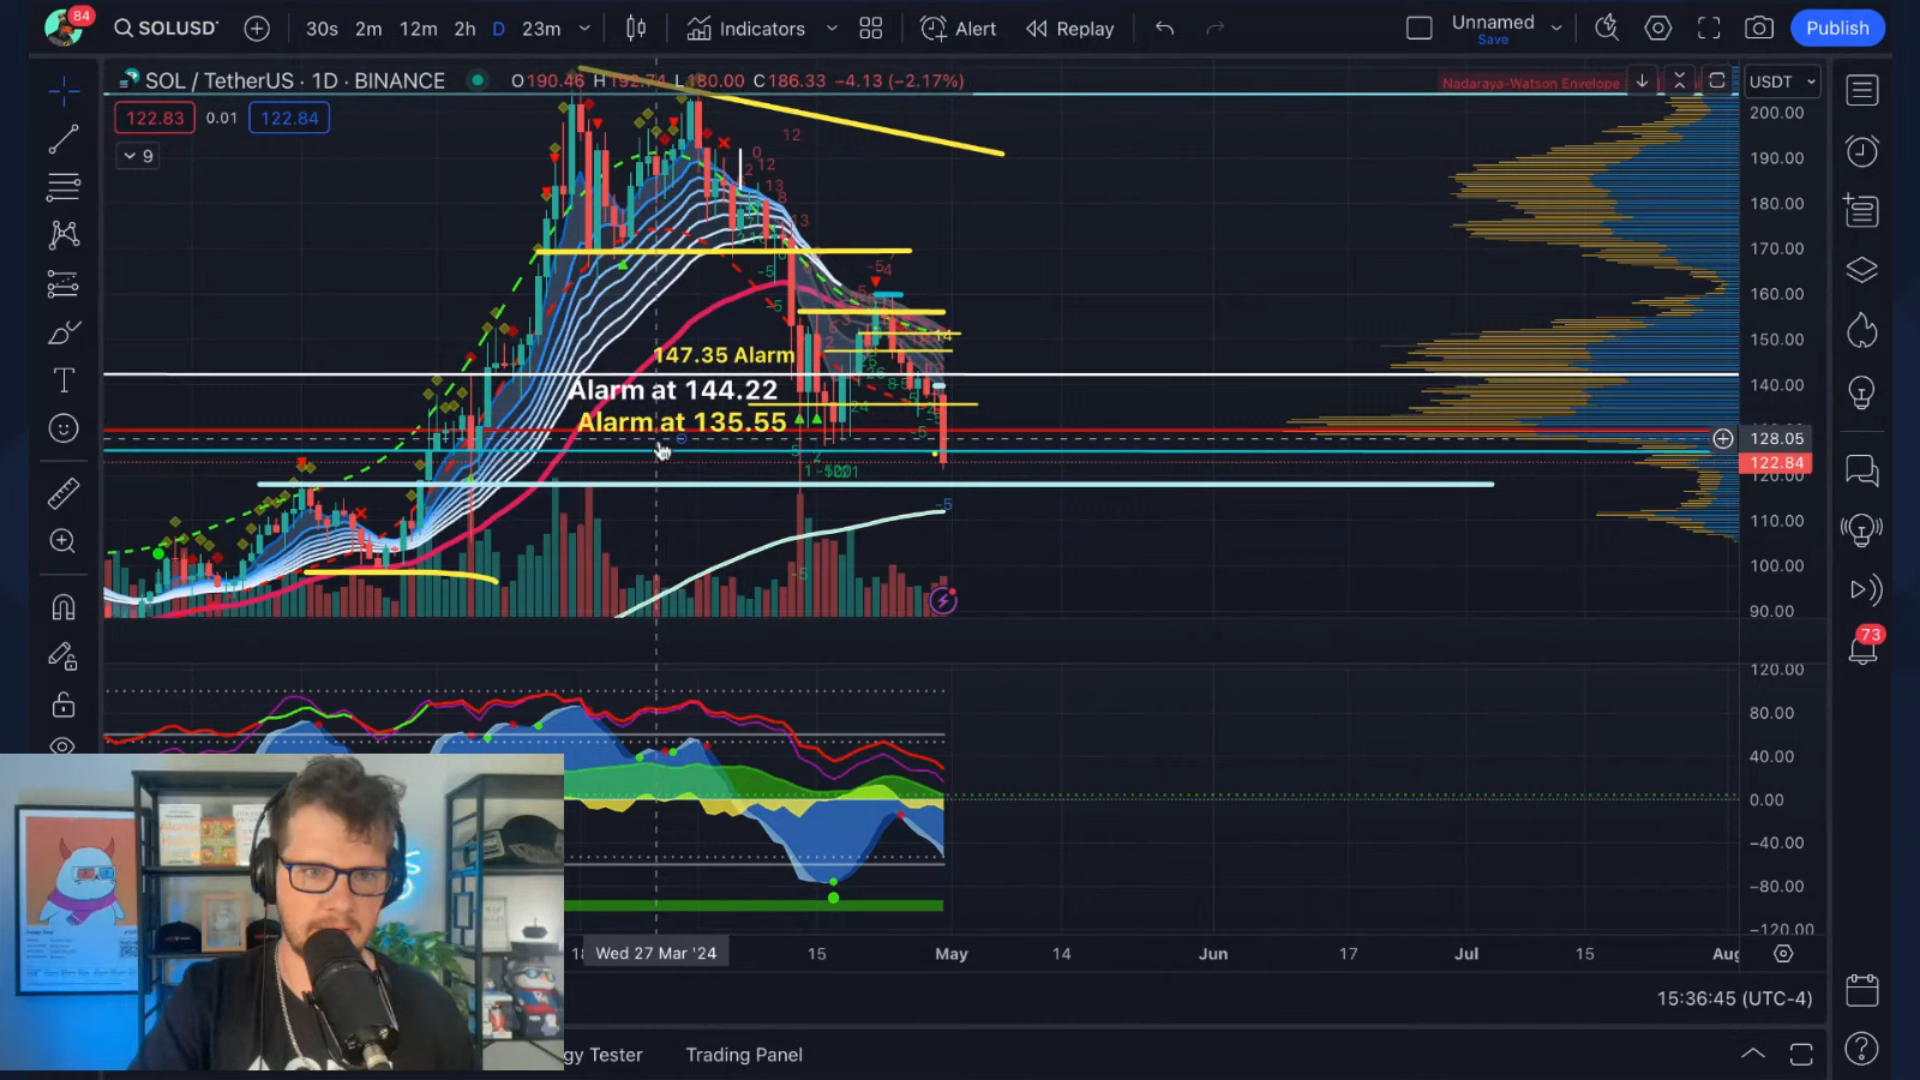 84
SOLUSDT
30s 2m 12m 2h D 23m
Indicators
Alert
Replay
Unnamed
Save
Publish
SOL / TetherUS · 1D · BINANCE
O190.46 H192.74 L180.00 C186.33 −4.13 (−2.17%)
Nadaraya-Watson Envelope
USDT
122.83 0.01 122.84
9
200.00
190.00
180.00
170.00
160.00
150.00
140.00
128.05
122.84
120.00
110.00
100.00
90.00
147.35 Alarm
Alarm at 144.22
Alarm at 135.55
73
120.00
80.00
40.00
0.00
−40.00
−80.00
−120.00
Wed 27 Mar '24
15
May
14
Jun
17
Jul
15
Aug
15:36:45 (UTC-4)
gy Tester
Trading Panel